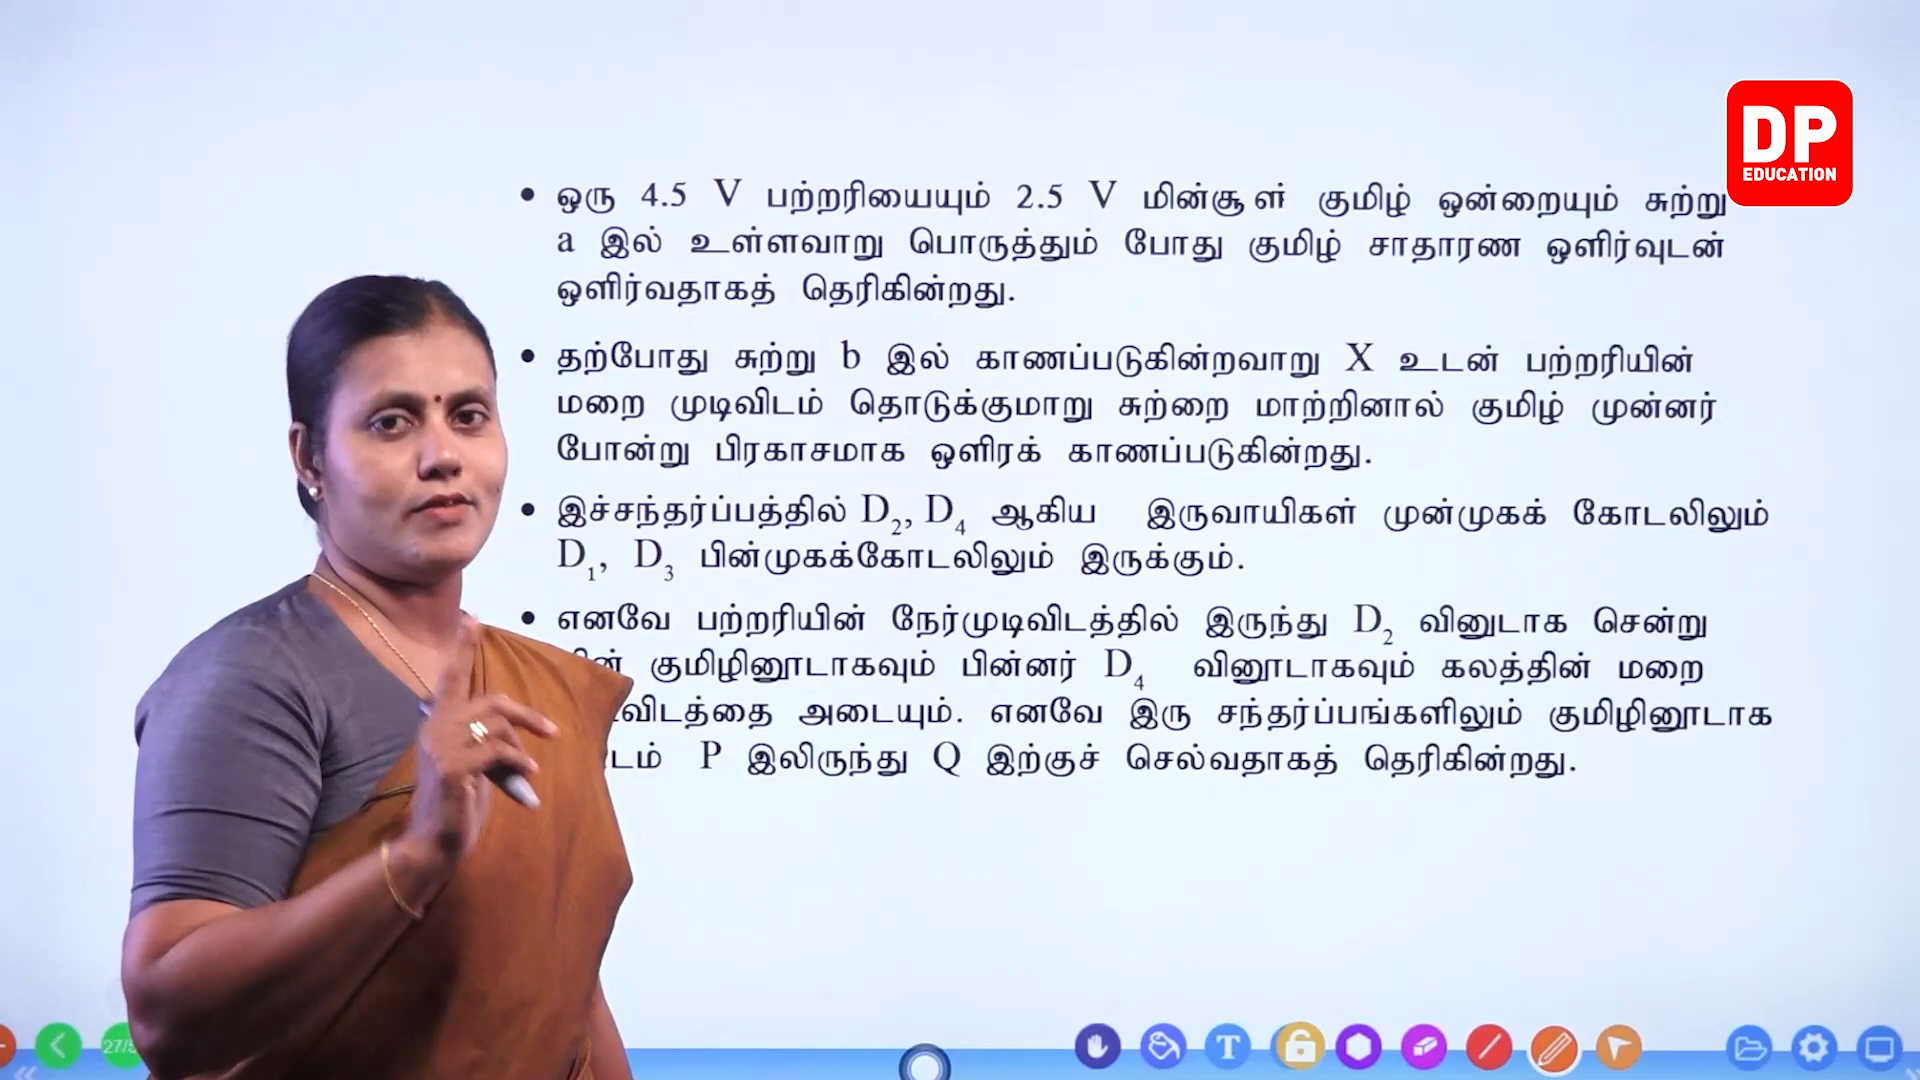 DP
EDUCATION
• ஒரு 4.5 V பற்றரியையும் 2.5 V மின்சூள் குமிழ் ஒன்றையும் சுற்று
a இல் உள்ளவாறு பொருத்தும் போது குமிழ் சாதாரண ஒளிர்வுடன்
ஒளிர்வதாகத் தெரிகின்றது.
• தற்போது சுற்று b இல் காணப்படுகின்றவாறு X உடன் பற்றரியின்
மறை முடிவிடம் தொடுக்குமாறு சுற்றை மாற்றினால் குமிழ் முன்னர்
போன்று பிரகாசமாக ஒளிரக் காணப்படுகின்றது.
• இச்சந்தர்ப்பத்தில் D2, D4 ஆகிய இருவாயிகள் முன்முகக் கோடலிலும்
D1, D3 பின்முகக்கோடலிலும் இருக்கும்.
• எனவே பற்றரியின் நேர்முடிவிடத்தில் இருந்து D2 வினுடாக சென்று
குமிழினூடாகவும் பின்னர் D4 வினூடாகவும் கலத்தின் மறை
அடையும். எனவே இரு சந்தர்ப்பங்களிலும் குமிழினூடாக
P இலிருந்து Q இற்குச் செல்வதாகத் தெரிகின்றது.